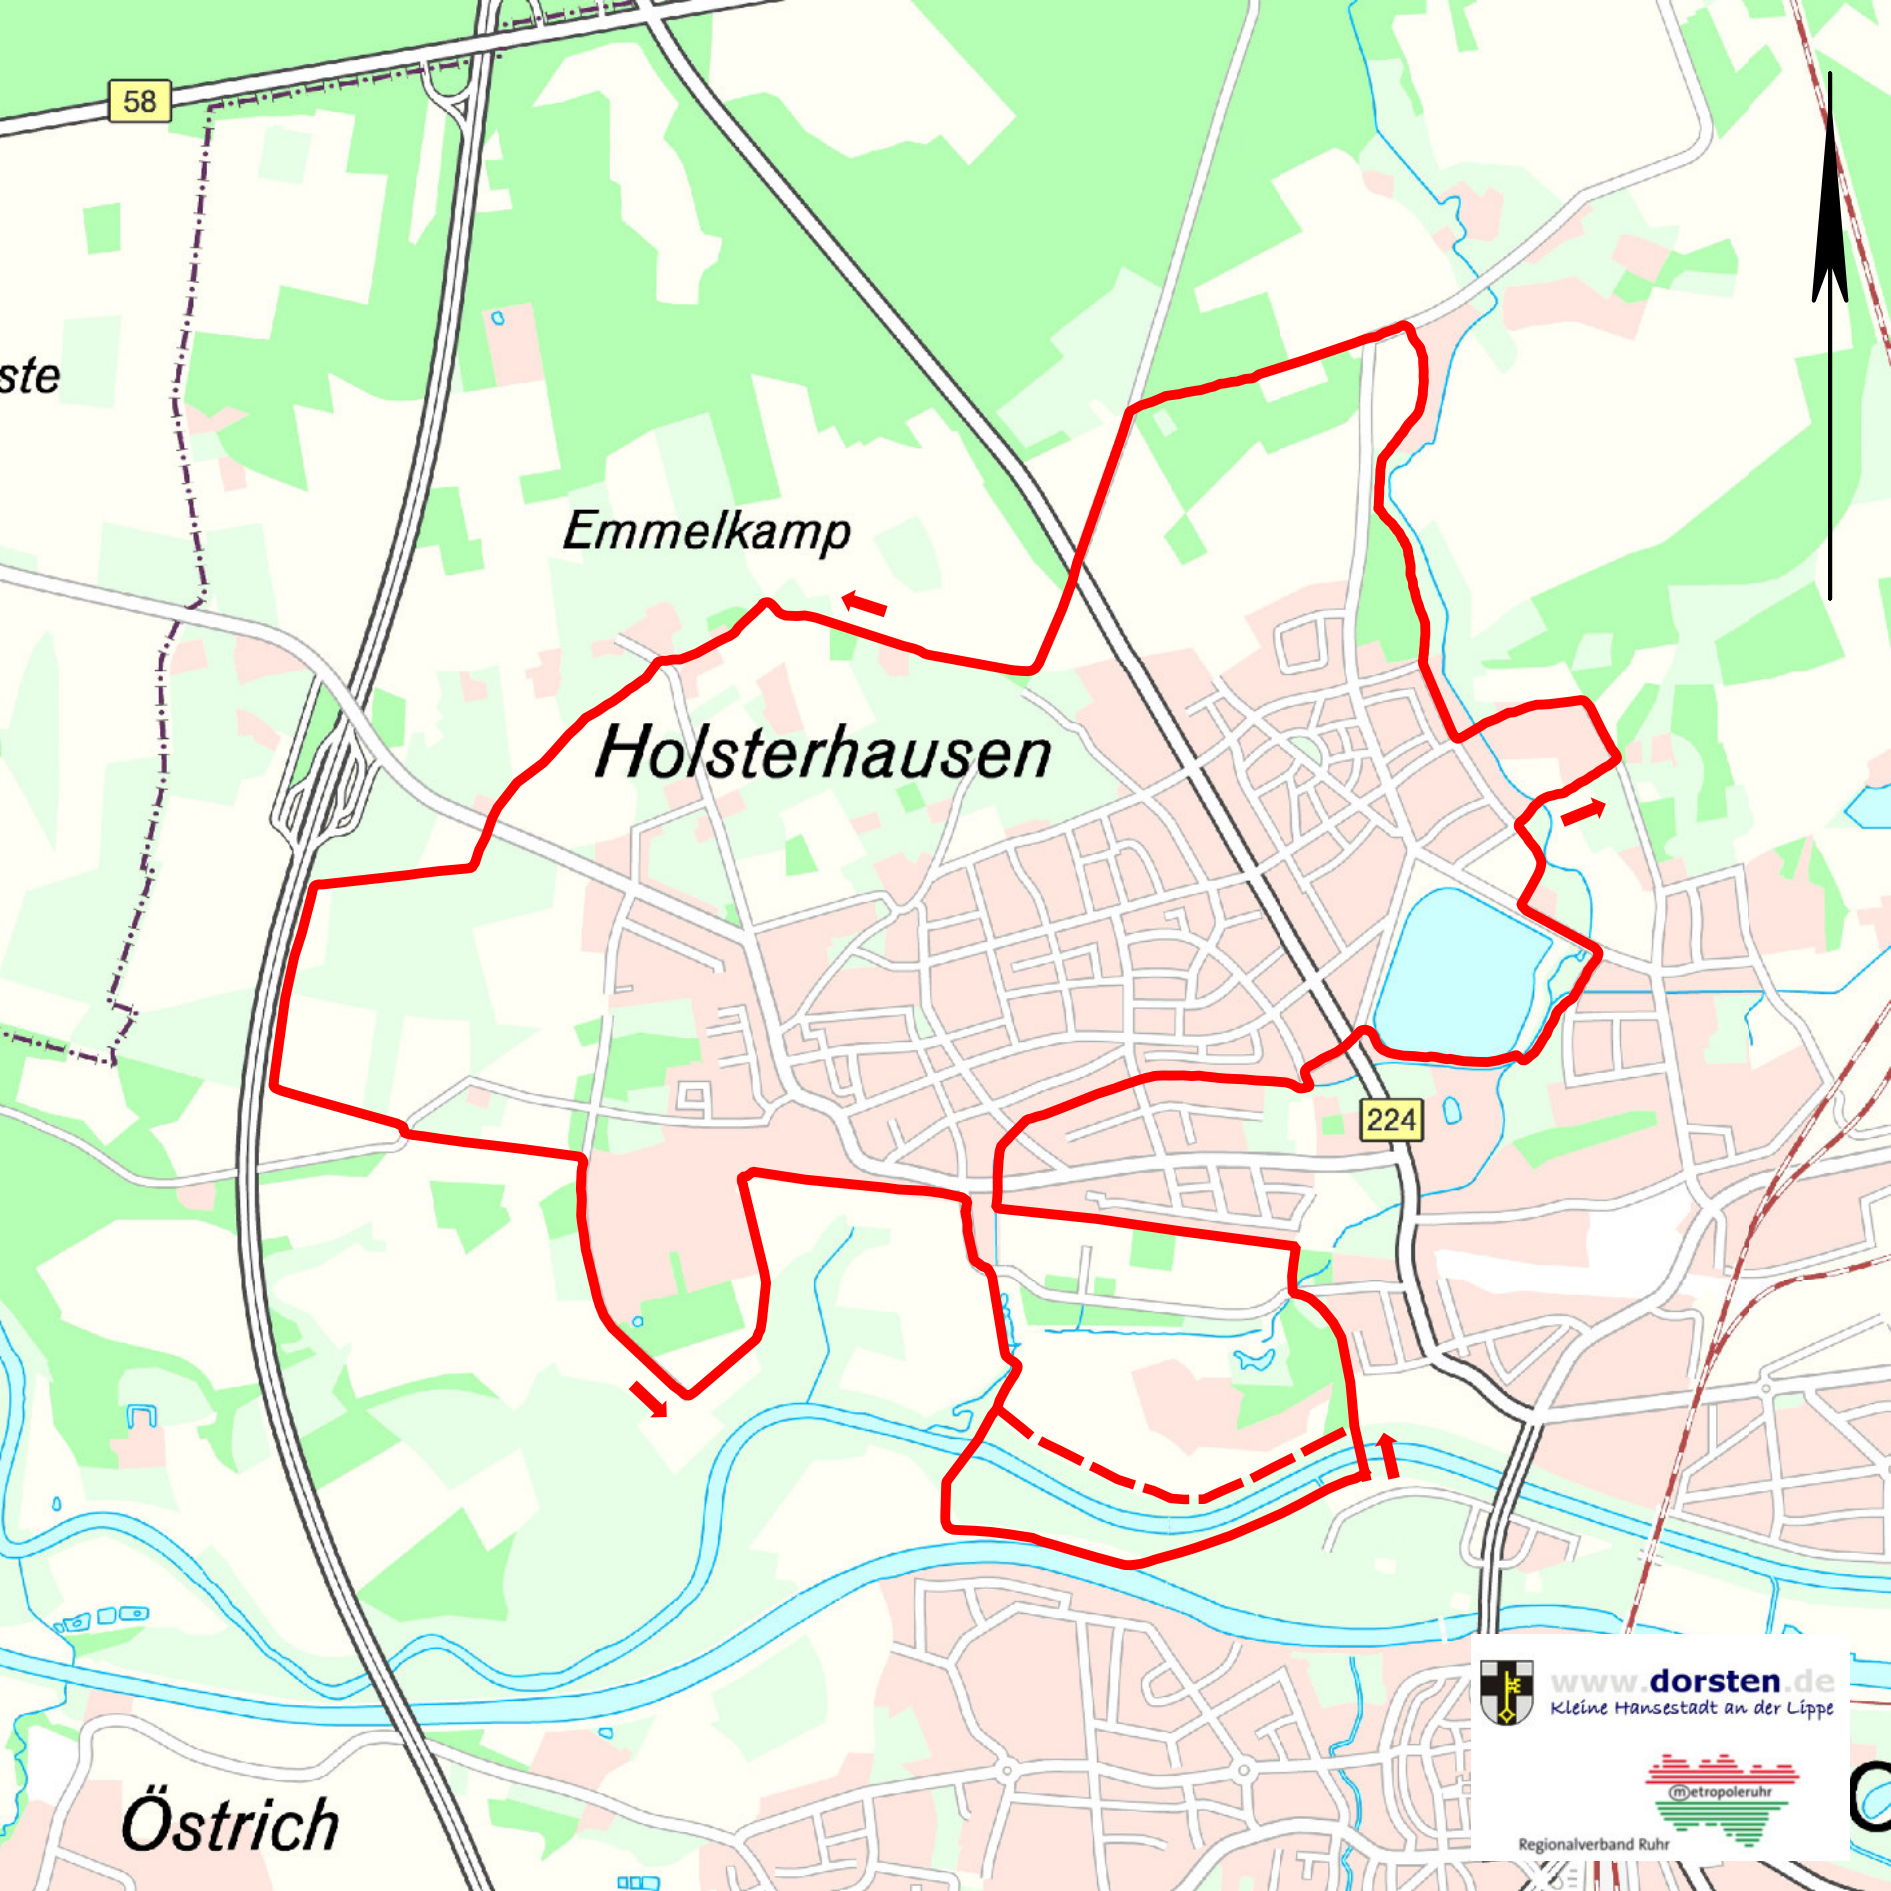 58
ste
Emmelkamp
Holsterhausen
224
www.dorsten.de
Kleine Hansestadt an der Lippe
metropoleruhr
Regionalverband Ruhr
Östrich